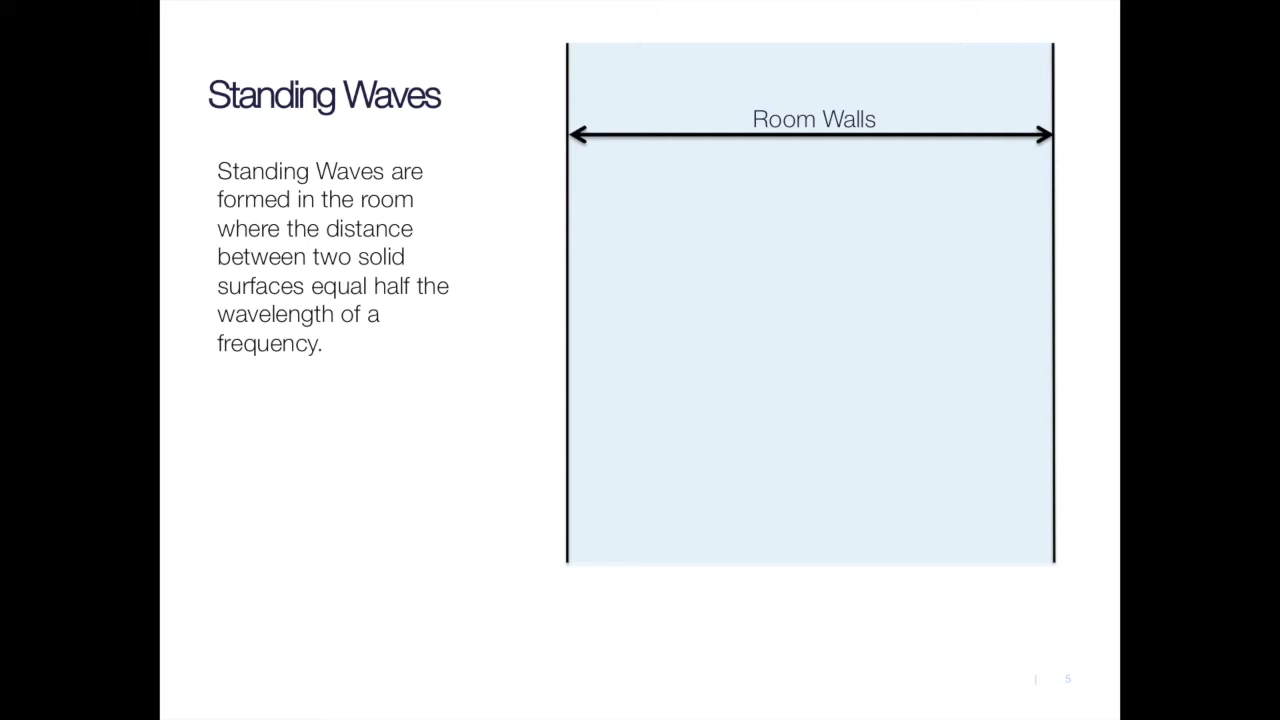 Standing Waves
Standing Waves are
formed in the room
where the distance
between two solid
surfaces equal half the
wavelength of a
frequency.
Room Walls
| 5